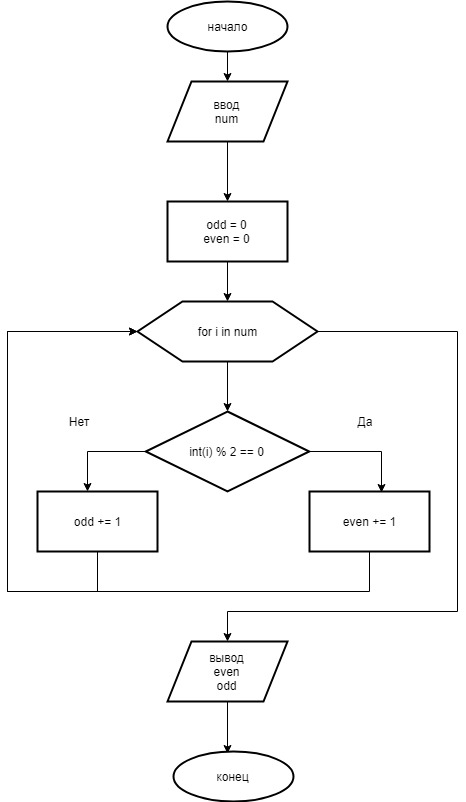 начало
ввод
num
odd = 0
even = 0
for i in num
Нет
Да
int(i) % 2 == 0
odd += 1
even += 1
вывод
even
odd
конец